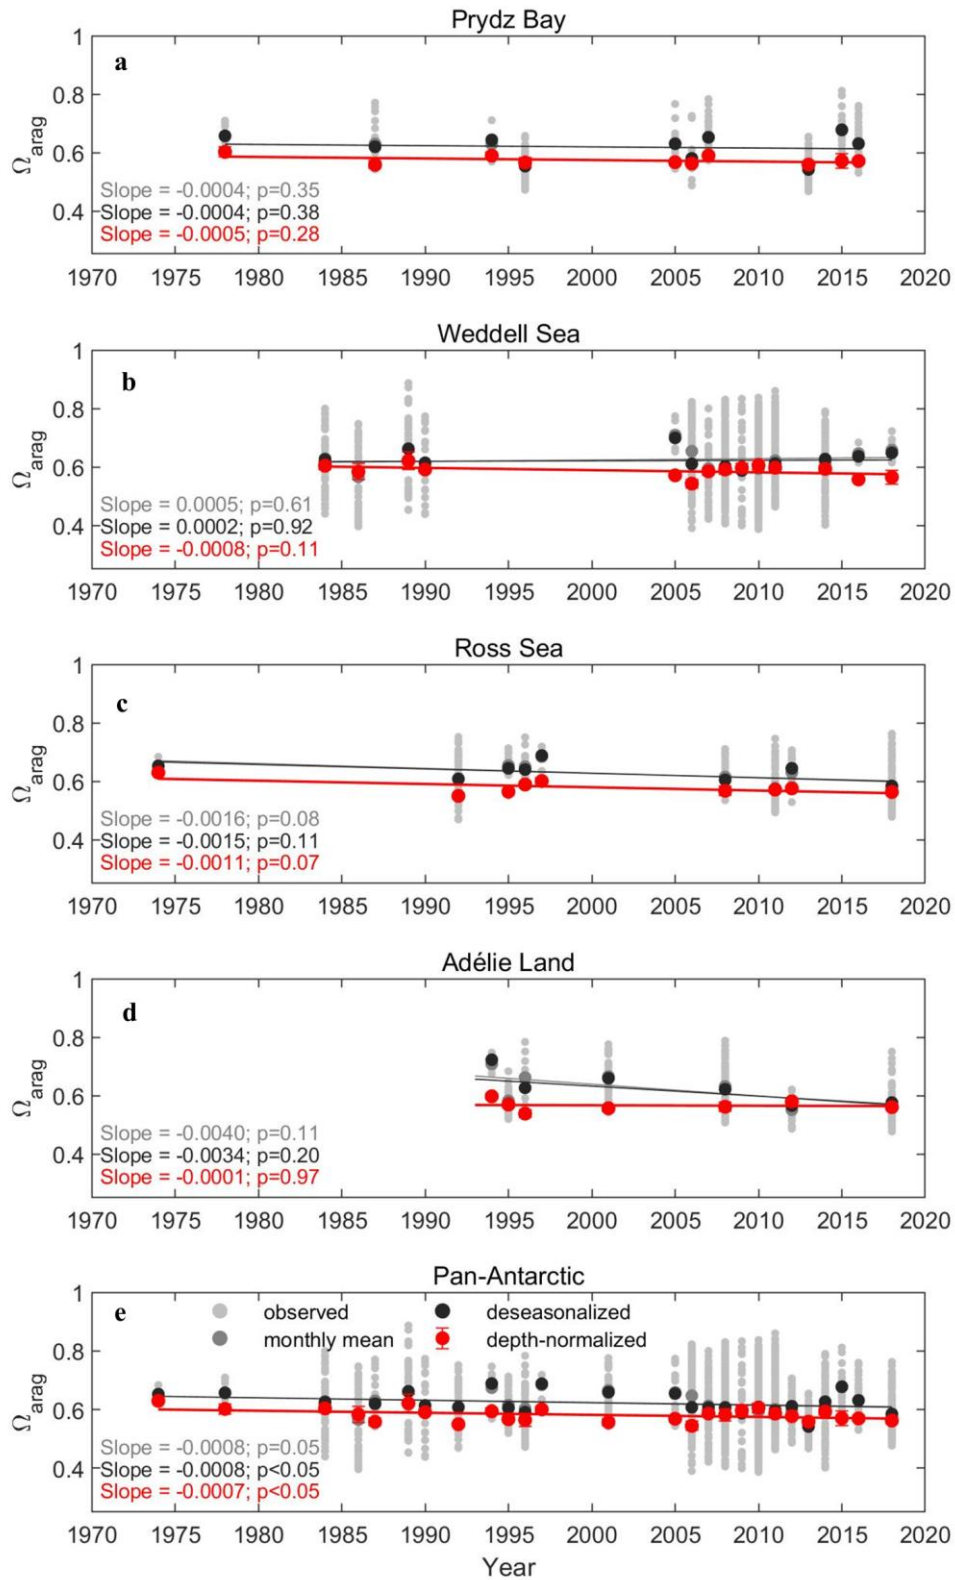 Prydz Bay
a
1
0.8
0.6
0.4
Ωarag
Slope = -0.0004; p=0.35
Slope = -0.0004; p=0.38
Slope = -0.0005; p=0.28
1970 1975 1980 1985 1990 1995 2000 2005 2010 2015 2020
Weddell Sea
b
1
0.8
0.6
0.4
Ωarag
Slope = 0.0005; p=0.61
Slope = 0.0002; p=0.92
Slope = -0.0008; p=0.11
1970 1975 1980 1985 1990 1995 2000 2005 2010 2015 2020
Ross Sea
c
1
0.8
0.6
0.4
Ωarag
Slope = -0.0016; p=0.08
Slope = -0.0015; p=0.11
Slope = -0.0011; p=0.07
1970 1975 1980 1985 1990 1995 2000 2005 2010 2015 2020
Adélie Land
d
1
0.8
0.6
0.4
Ωarag
Slope = -0.0040; p=0.11
Slope = -0.0034; p=0.20
Slope = -0.0001; p=0.97
1970 1975 1980 1985 1990 1995 2000 2005 2010 2015 2020
Pan-Antarctic
e
observed
deseasonalized
monthly mean
depth-normalized
1
0.8
0.6
0.4
Ωarag
Slope = -0.0008; p=0.05
Slope = -0.0008; p<0.05
Slope = -0.0007; p<0.05
1970 1975 1980 1985 1990 1995 2000 2005 2010 2015 2020
Year